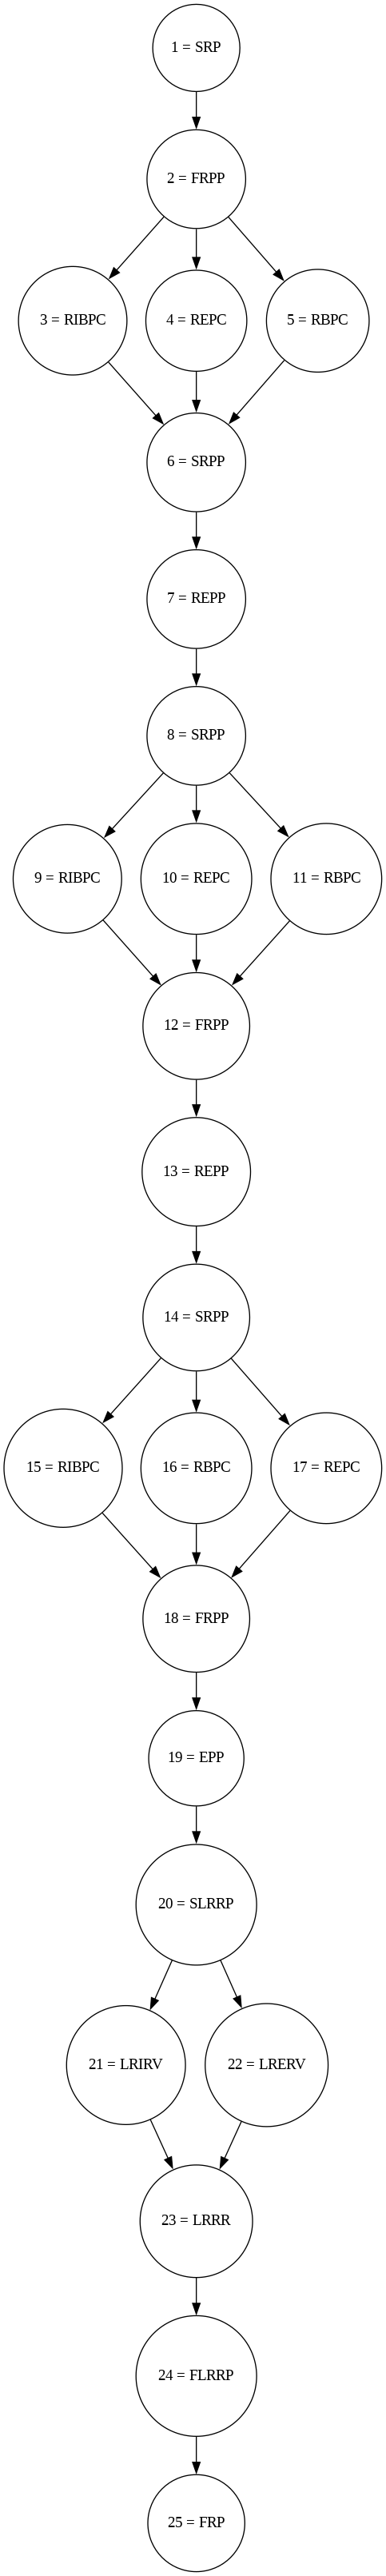 1 = SRP
2 = FRPP
3 = RIBPC
4 = REPC
5 = RBPC
6 = SRPP
7 = REPP
8 = SRPP
9 = RIBPC
10 = REPC
11 = RBPC
12 = FRPP
13 = REPP
14 = SRPP
15 = RIBPC
16 = RBPC
17 = REPC
18 = FRPP
19 = EPP
20 = SLRRP
21 = LRIRV
22 = LRERV
23 = LRRR
24 = FLRRP
25 = FRP